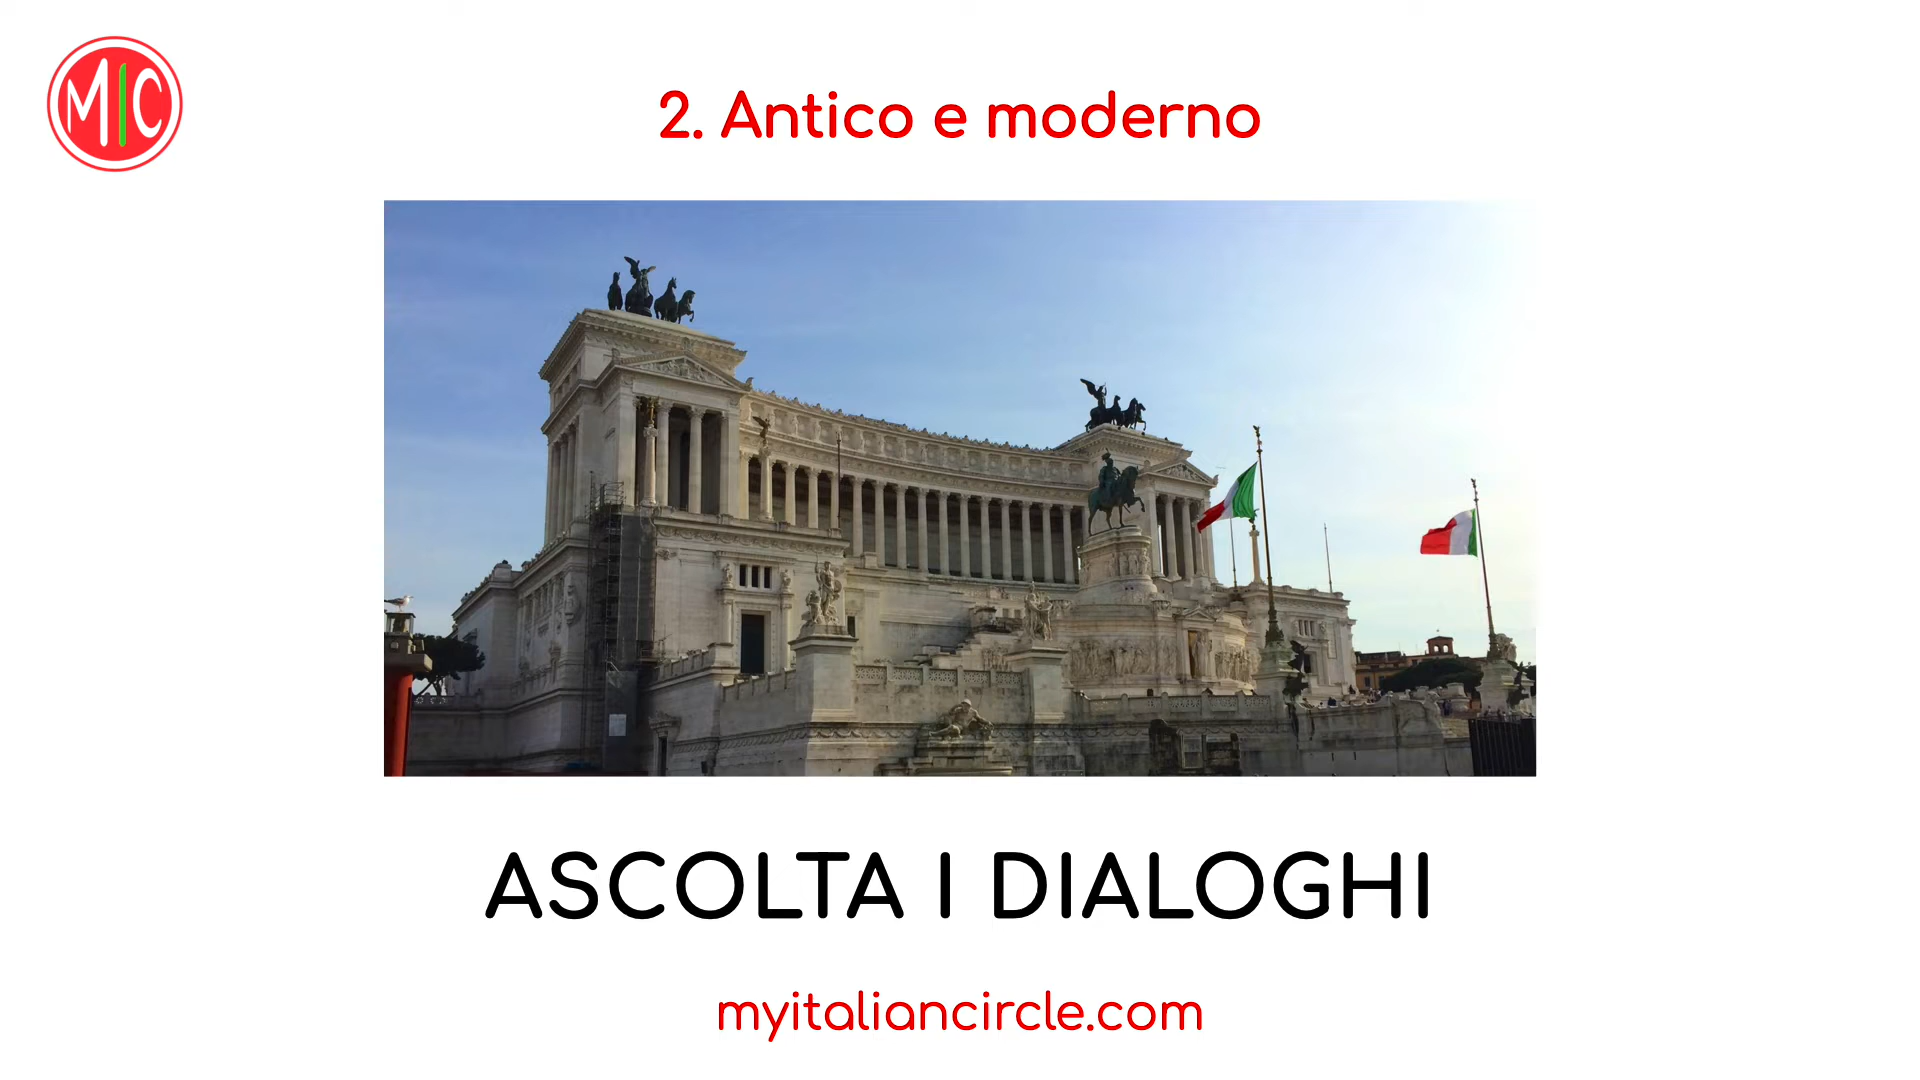 MIC
2. Antico e moderno
ASCOLTA I DIALOGHI
myitaliancircle.com